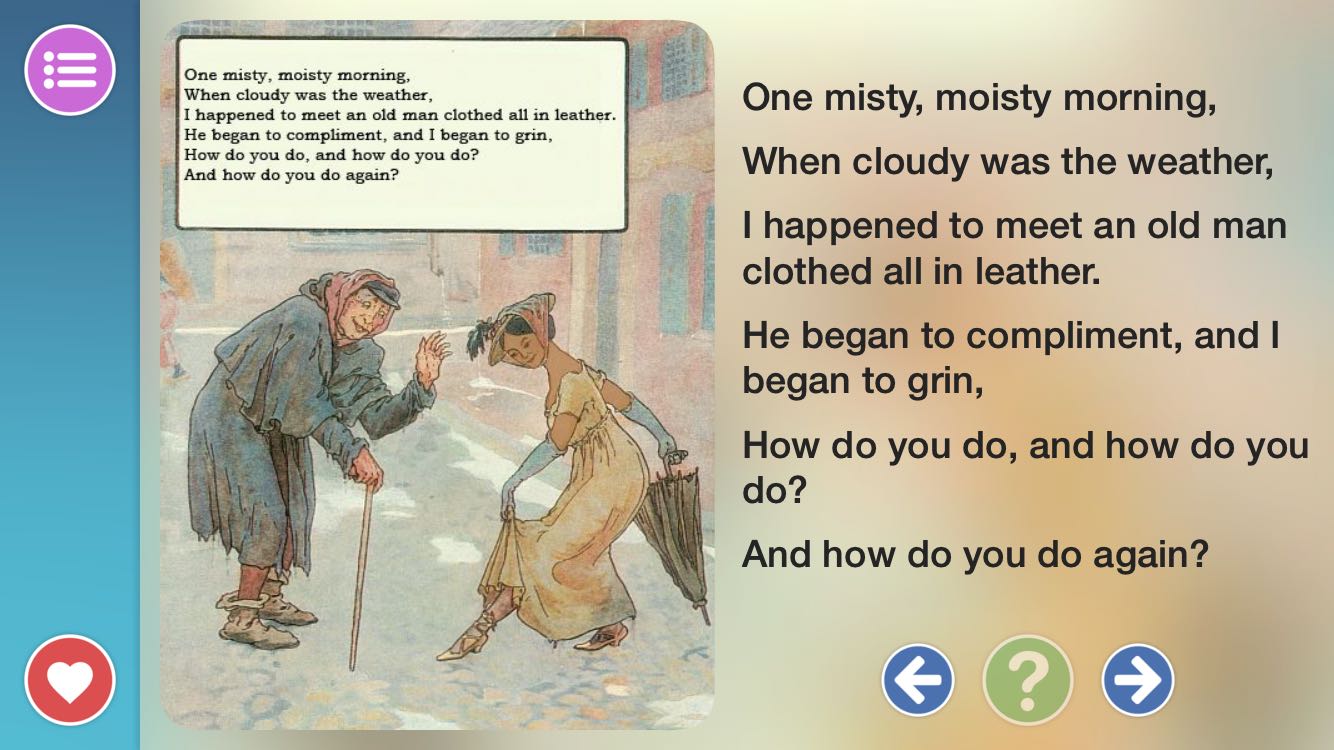 One misty, moisty morning,
When cloudy was the weather,
I happened to meet an old man clothed all in leather.
He began to compliment, and I began to grin,
How do you do, and how do you do?
And how do you do again?
One misty, moisty morning,
When cloudy was the weather,
I happened to meet an old man
clothed all in leather.
He began to compliment, and I
began to grin,
How do you do, and how do you
do?
And how do you do again?
?